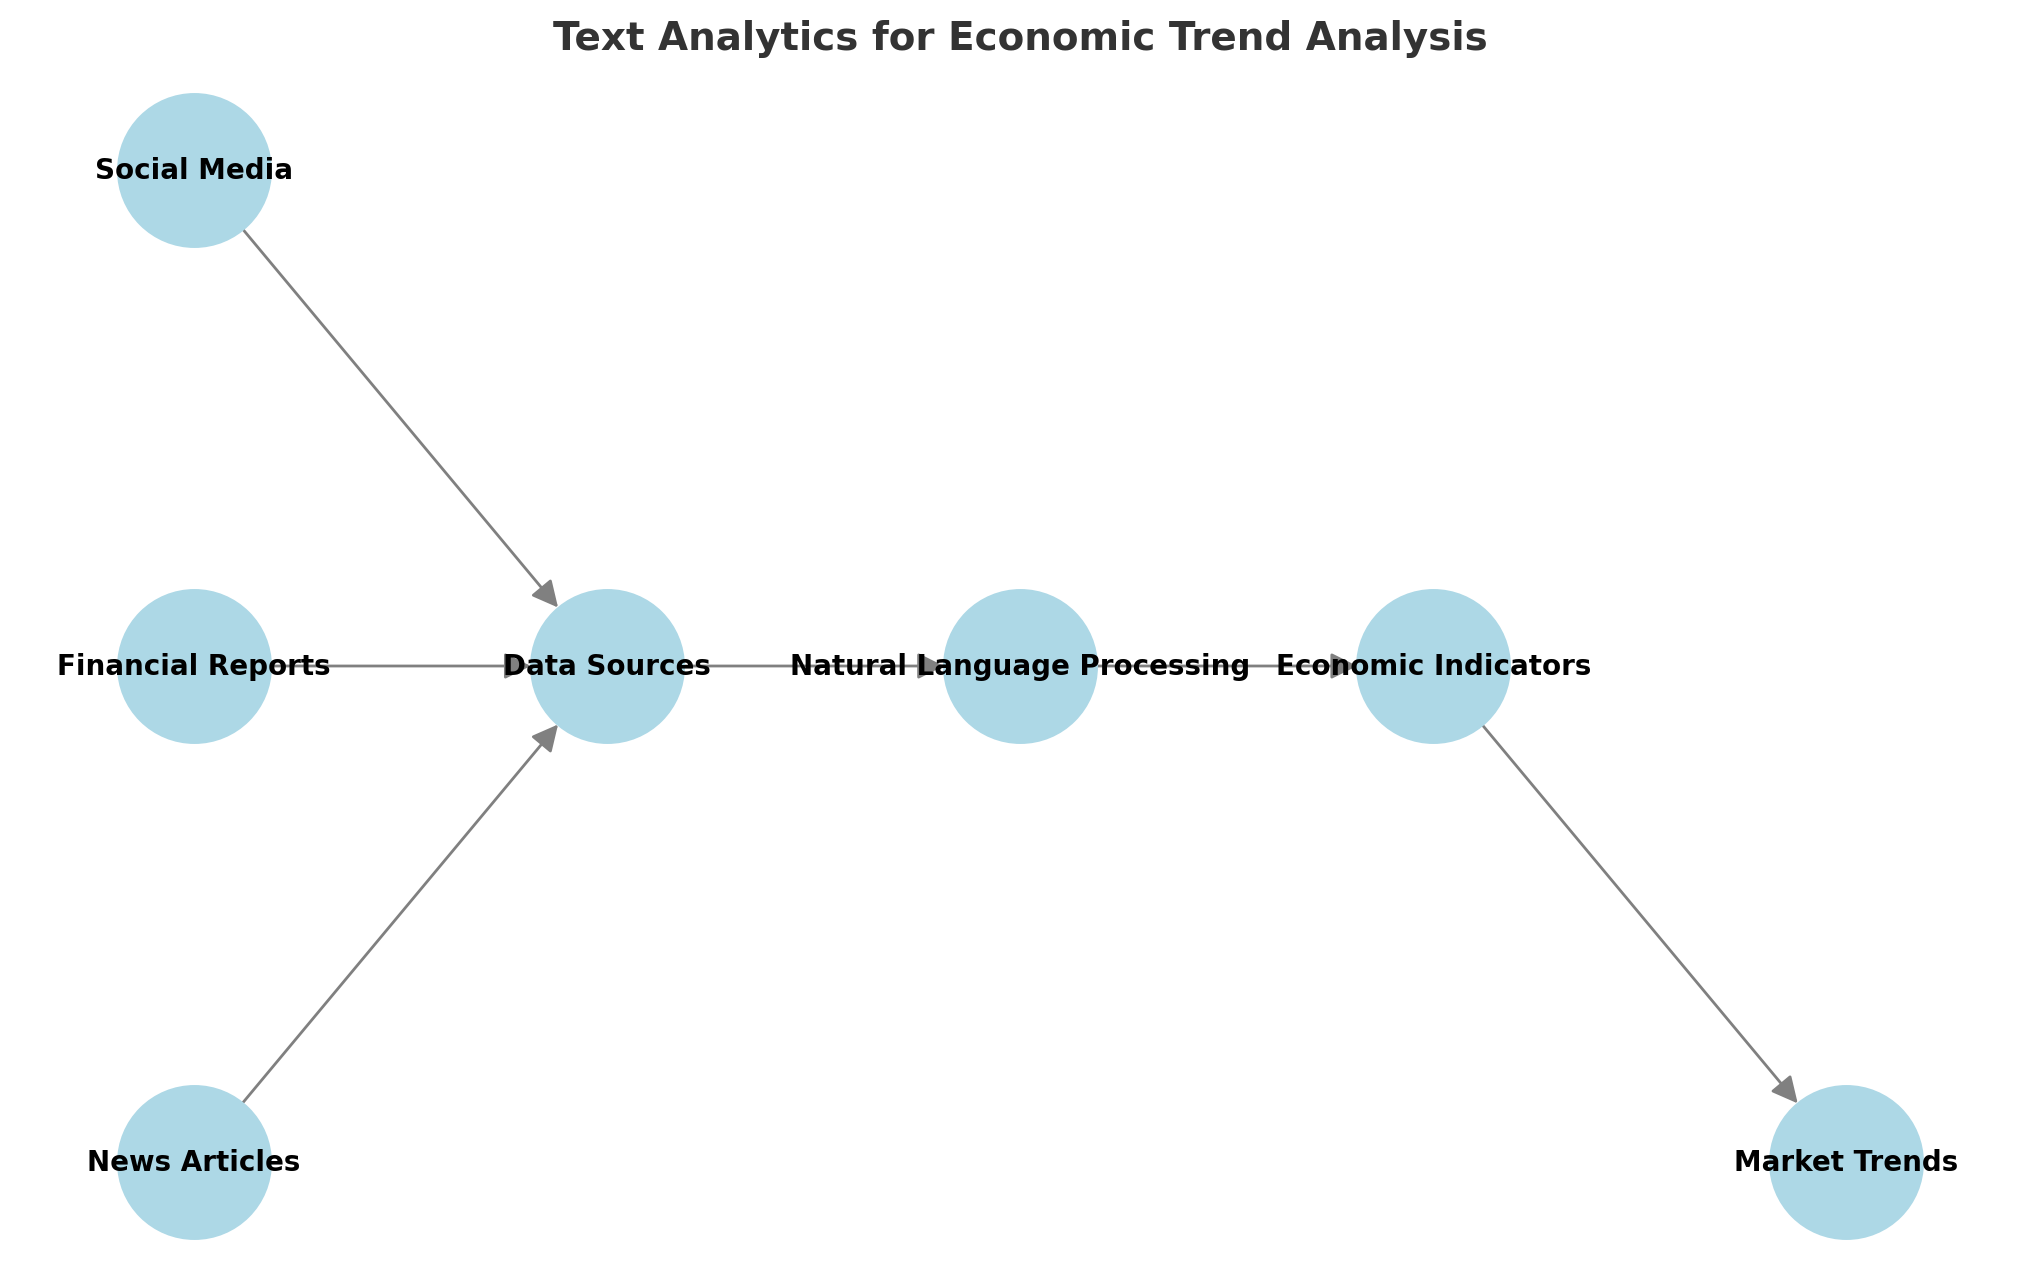 Text Analytics for Economic Trend Analysis
Social Media
Financial Reports
Data Sources
Natural Language Processing
Economic Indicators
News Articles
Market Trends